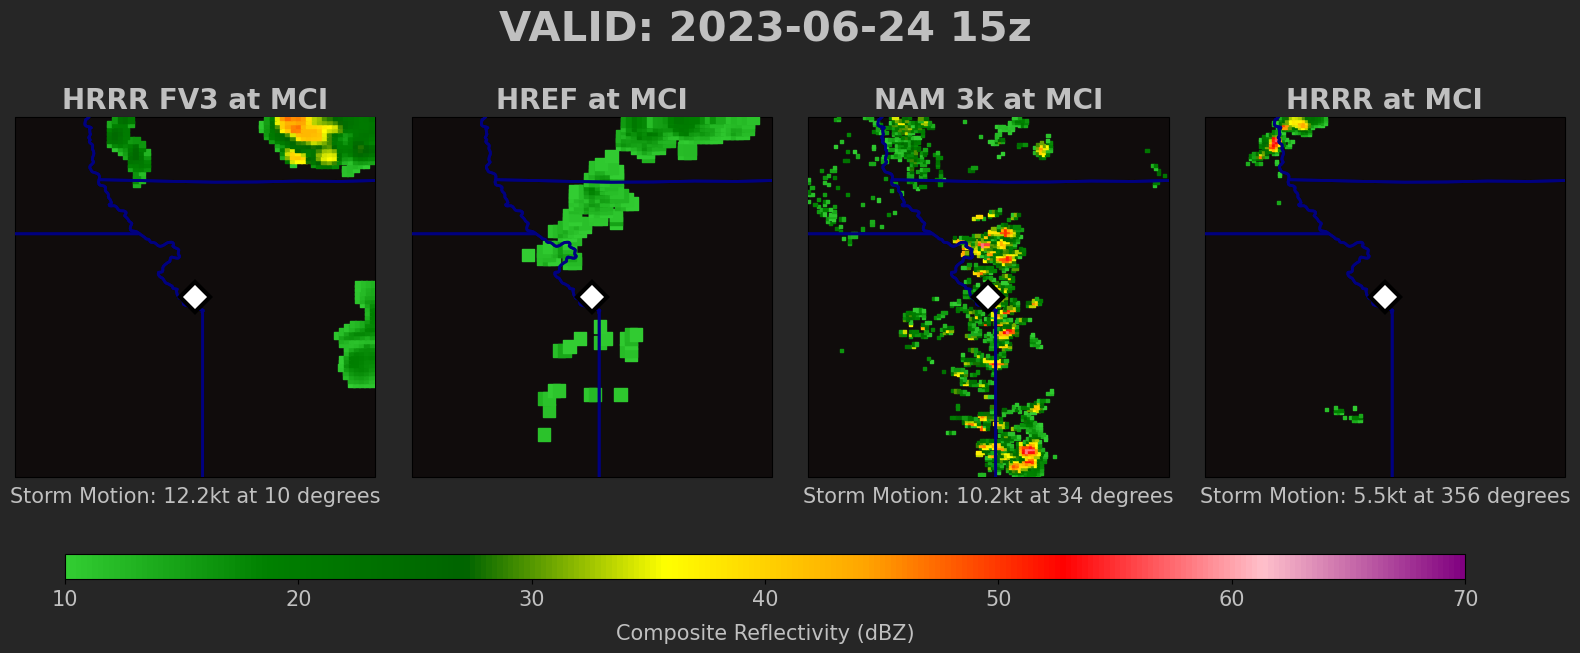 VALID: 2023-06-24 15z
HRRR FV3 at MCI
HREF at MCI
NAM 3k at MCI
HRRR at MCI
Storm Motion: 12.2kt at 10 degrees
Storm Motion: 10.2kt at 34 degrees
Storm Motion: 5.5kt at 356 degrees
10 20 30 40 50 60 70
Composite Reflectivity (dBZ)